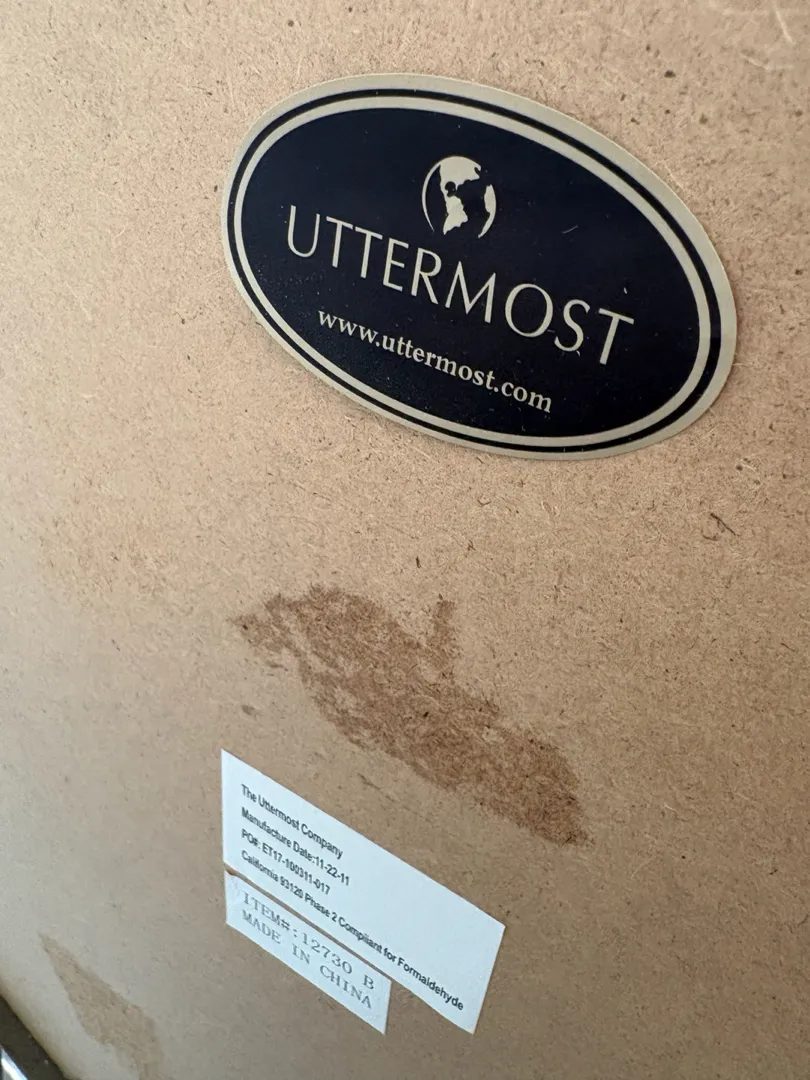 UTTERMOST
www.uttermost.com
The Uttermost Company
Manufacture Date:11-22-11
PO#: ET17-100311-017
California 93120 Phase 2 Compliant for Formaldehyde
ITEM#:12730 B
MADE IN CHINA